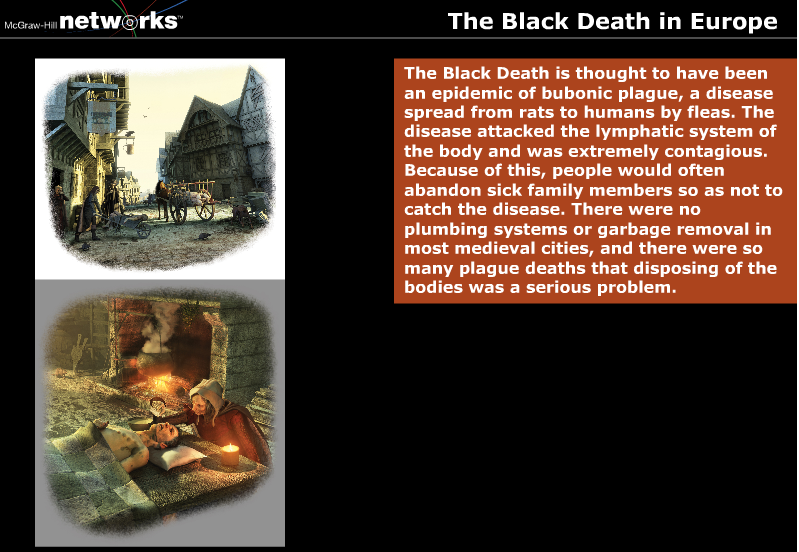 McGraw-Hill networks™
The Black Death in Europe
The Black Death is thought to have been
an epidemic of bubonic plague, a disease
spread from rats to humans by fleas. The
disease attacked the lymphatic system of
the body and was extremely contagious.
Because of this, people would often
abandon sick family members so as not to
catch the disease. There were no
plumbing systems or garbage removal in
most medieval cities, and there were so
many plague deaths that disposing of the
bodies was a serious problem.